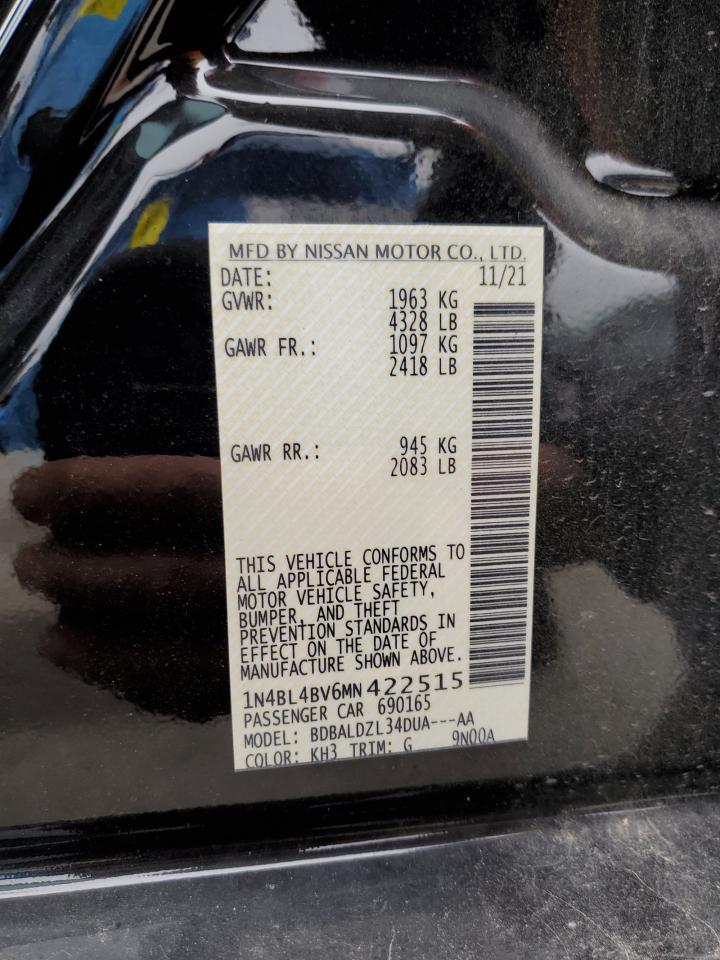 MFD BY NISSAN MOTOR CO., LTD.
DATE: 11/21
GVWR: 1963 KG
4328 LB
GAWR FR.: 1097 KG
2418 LB
GAWR RR.: 945 KG
2083 LB
THIS VEHICLE CONFORMS TO
ALL APPLICABLE FEDERAL
MOTOR VEHICLE SAFETY,
BUMPER, AND THEFT
PREVENTION STANDARDS IN
EFFECT ON THE DATE OF
MANUFACTURE SHOWN ABOVE.
1N4BL4BV6MN422515
PASSENGER CAR 690165
MODEL: BDBALDZL34DUA---AA
COLOR: KH3 TRIM: G 9N00A